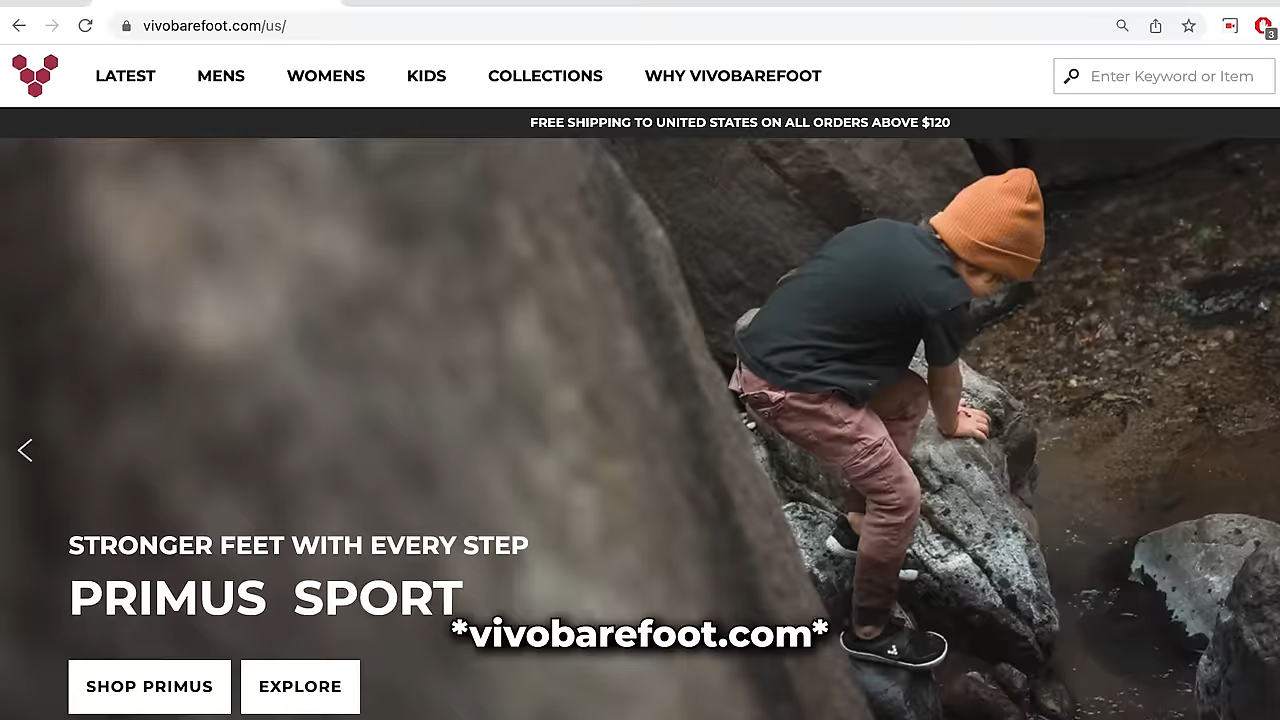 vivobarefoot.com/us/
3
LATEST MENS WOMENS KIDS COLLECTIONS WHY VIVOBAREFOOT
Enter Keyword or Item
FREE SHIPPING TO UNITED STATES ON ALL ORDERS ABOVE $120
STRONGER FEET WITH EVERY STEP
PRIMUS SPORT
*vivobarefoot.com*
SHOP PRIMUS EXPLORE